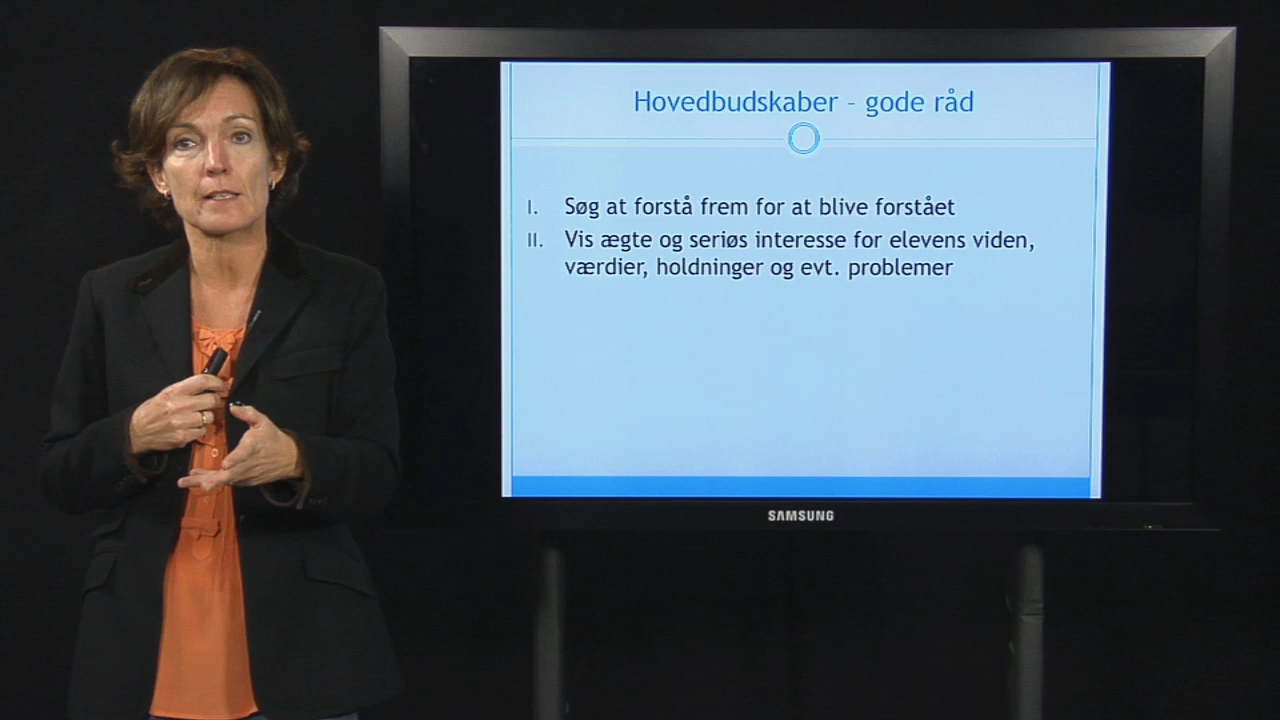 Hovedbudskaber – gode råd
I. Søg at forstå frem for at blive forstået
II. Vis ægte og seriøs interesse for elevens viden,
værdier, holdninger og evt. problemer
SAMSUNG